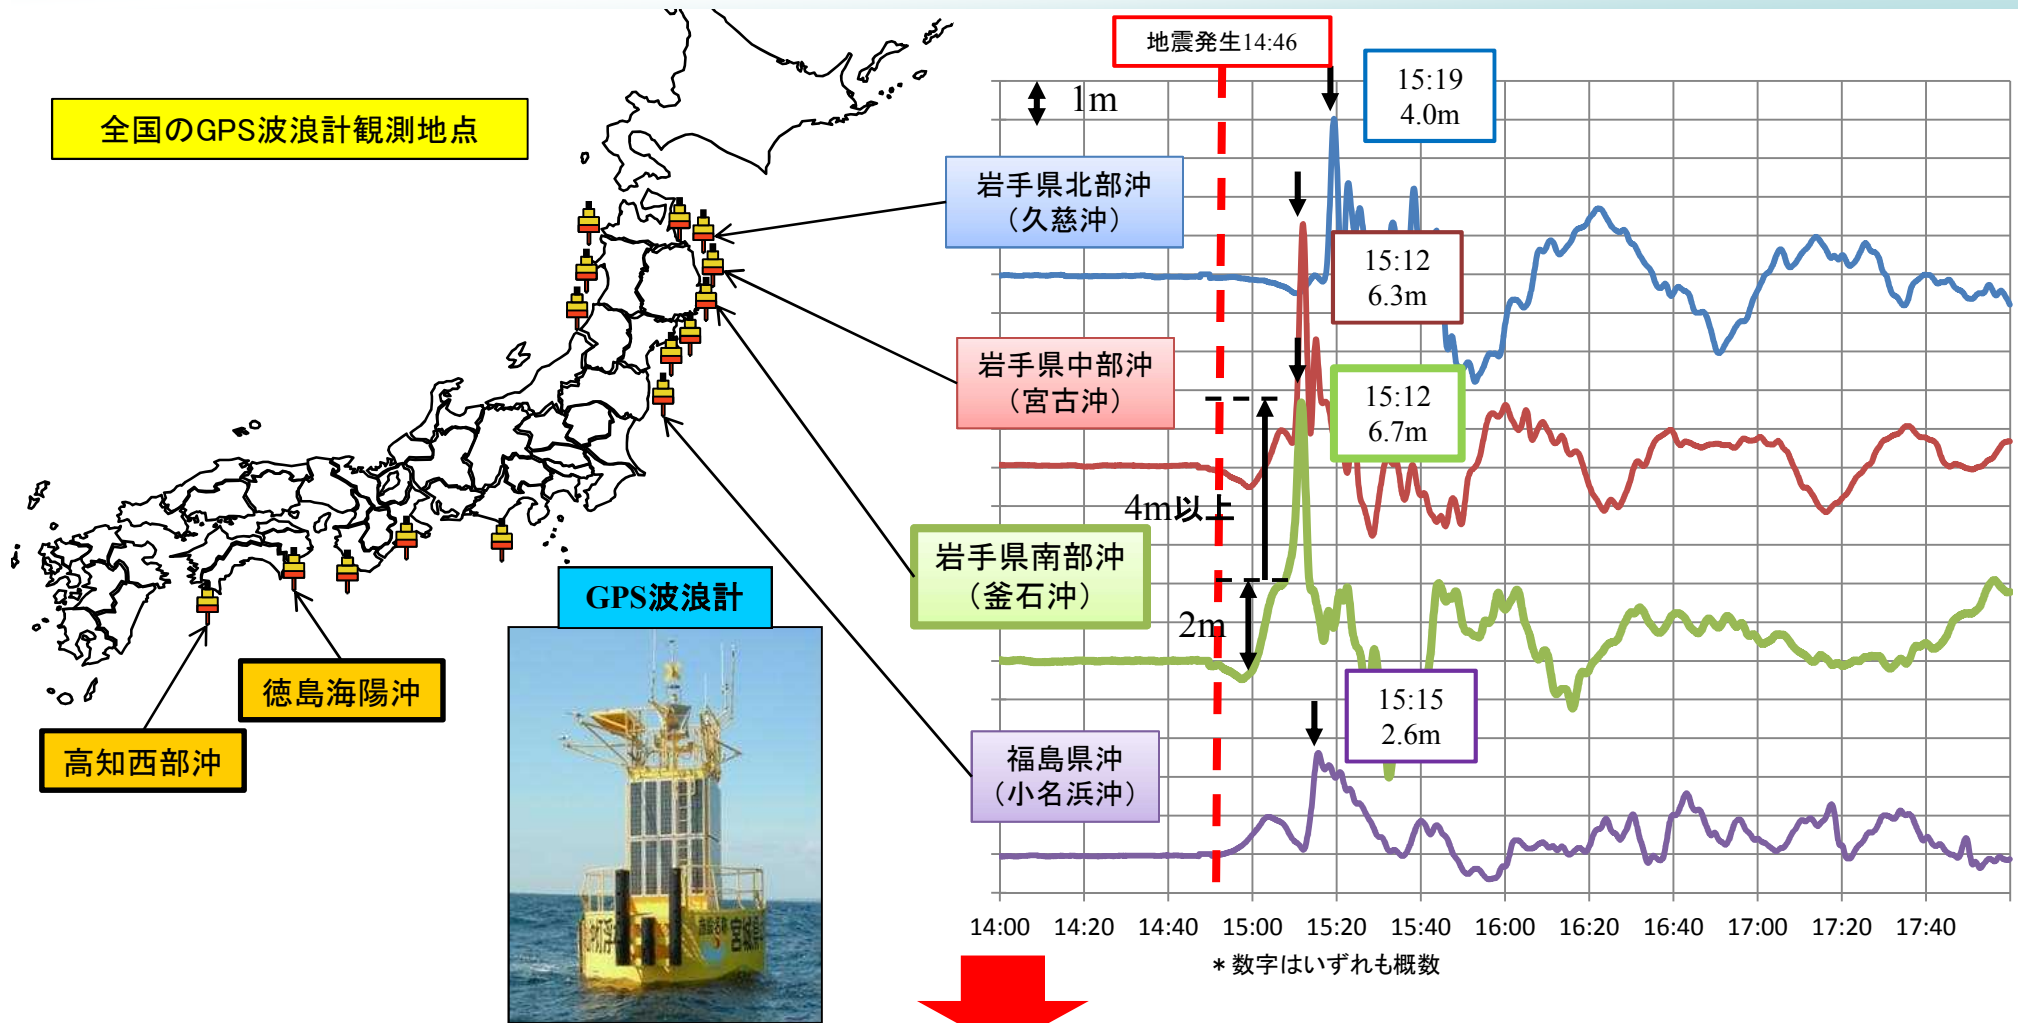 全国のGPS波浪計観測地点
地震発生14:46
1m
15:19
4.0m
岩手県北部沖
（久慈沖）
15:12
6.3m
岩手県中部沖
（宮古沖）
15:12
6.7m
4m以上
岩手県南部沖
（釜石沖）
2m
15:15
2.6m
福島県沖
（小名浜沖）
GPS波浪計
徳島海陽沖
高知西部沖
宮城県
14:00 14:20 14:40 15:00 15:20 15:40 16:00 16:20 16:40 17:00 17:20 17:40
＊数字はいずれも概数